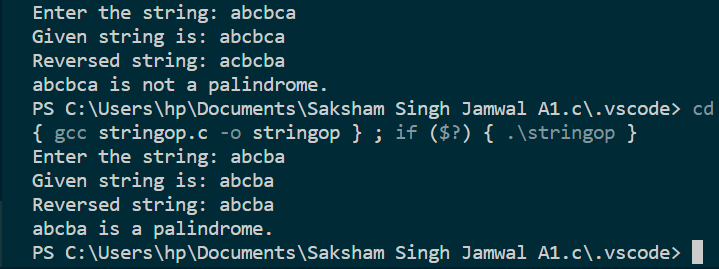 Enter the string: abcbca
Given string is: abcbca
Reversed string: acbcba
abcbca is not a palindrome.
PS C:\Users\hp\Documents\Saksham Singh Jamwal A1.c\.vscode> cd
{ gcc stringop.c -o stringop } ; if ($?) { .\stringop }
Enter the string: abcba
Given string is: abcba
Reversed string: abcba
abcba is a palindrome.
PS C:\Users\hp\Documents\Saksham Singh Jamwal A1.c\.vscode>